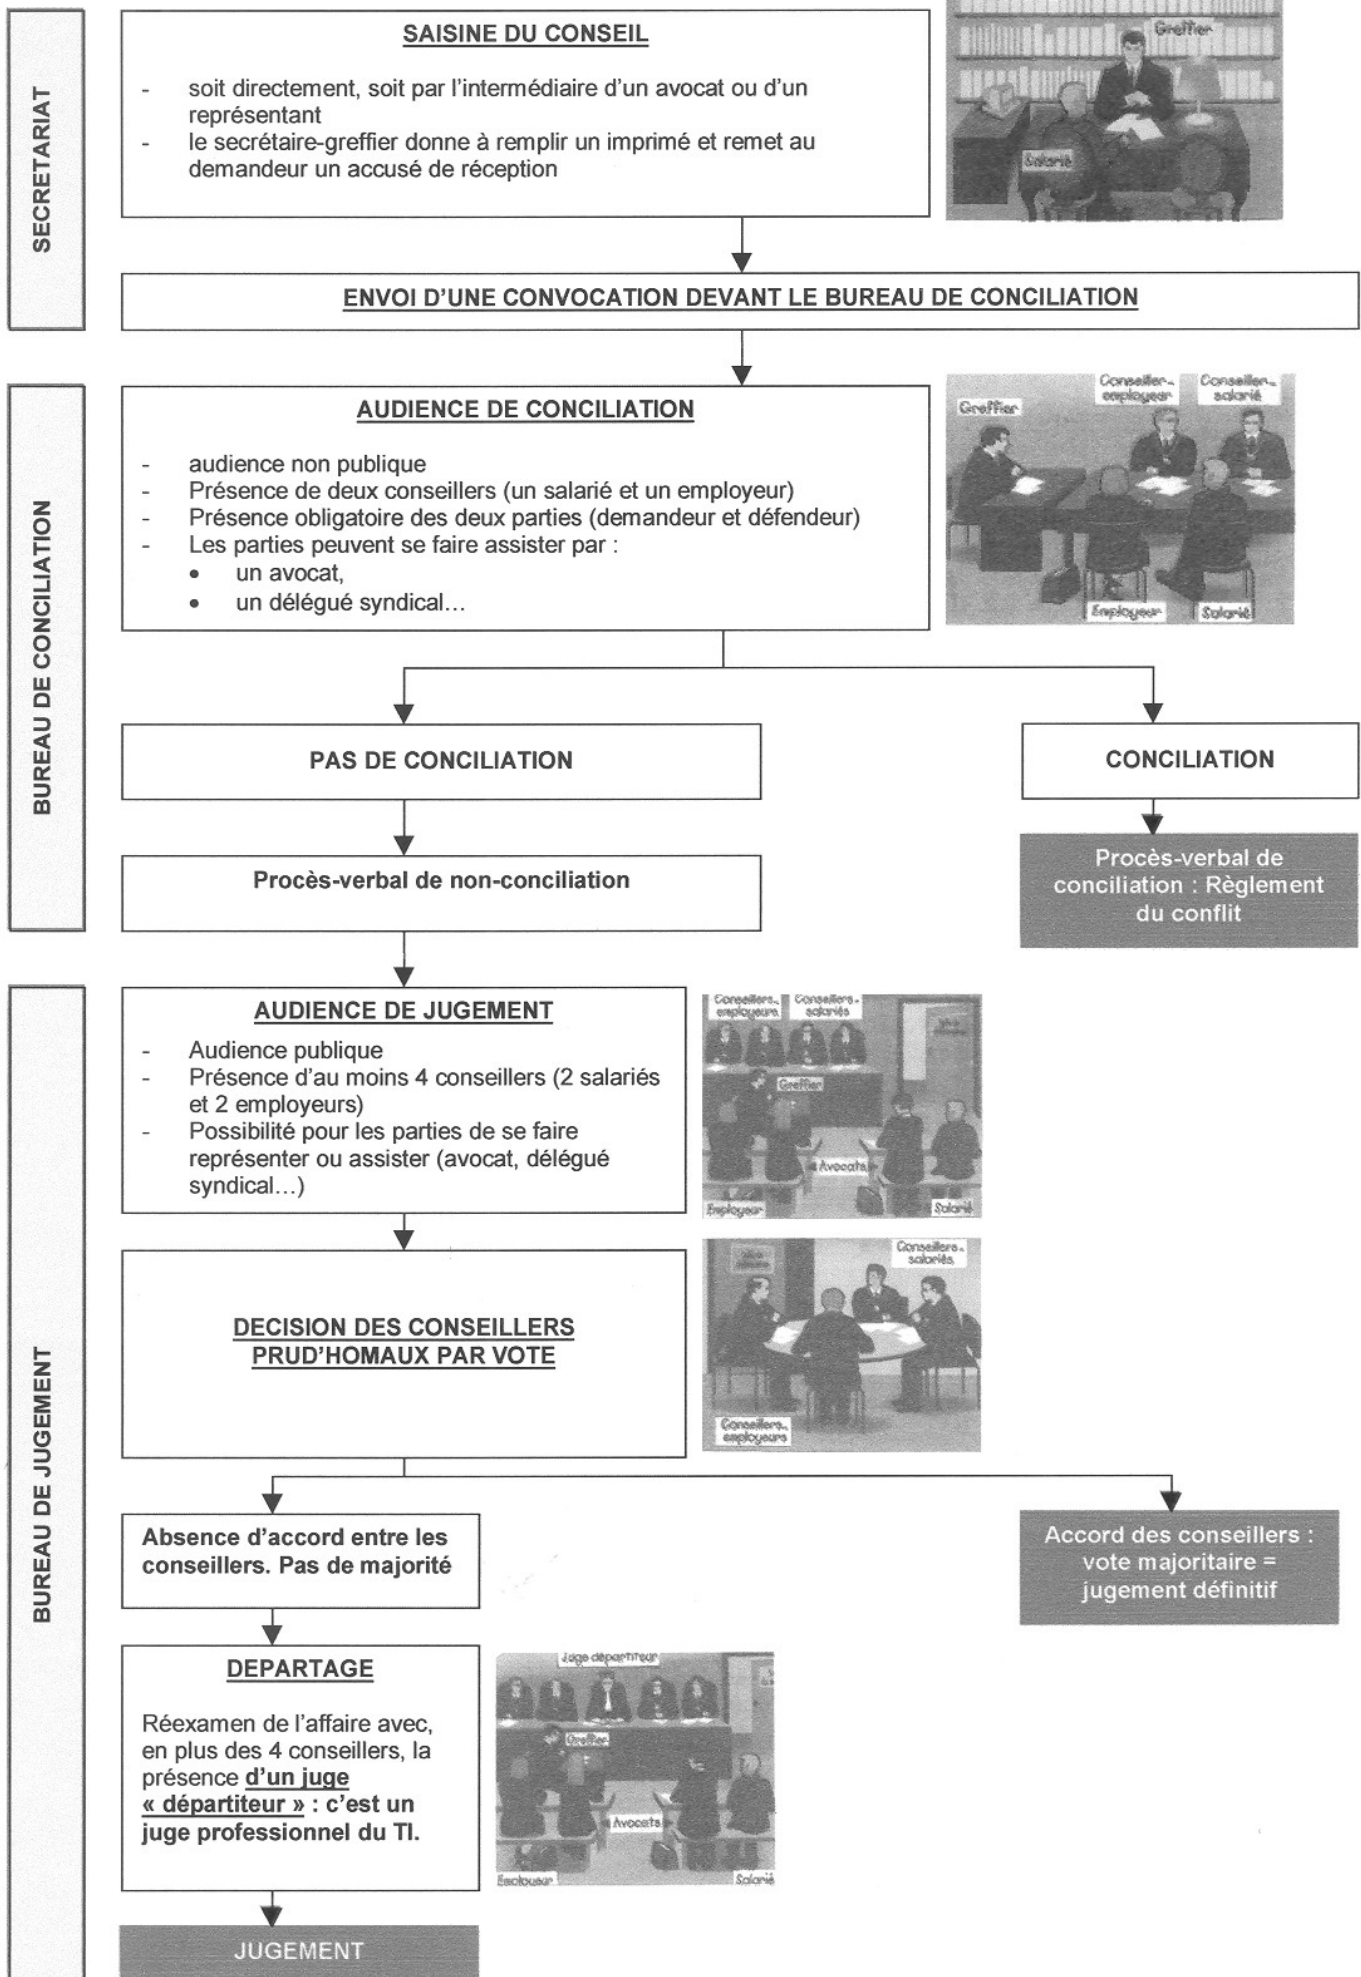 SECRETARIAT
SAISINE DU CONSEIL
- soit directement, soit par l'intermédiaire d'un avocat ou d'un
représentant
- le secrétaire-greffier donne à remplir un imprimé et remet au
demandeur un accusé de réception
Greffier
Salarié
ENVOI D'UNE CONVOCATION DEVANT LE BUREAU DE CONCILIATION
BUREAU DE CONCILIATION
AUDIENCE DE CONCILIATION
- audience non publique
- Présence de deux conseillers (un salarié et un employeur)
- Présence obligatoire des deux parties (demandeur et défendeur)
- Les parties peuvent se faire assister par :
• un avocat,
• un délégué syndical…
Greffier
Conseiller-
employeur
Conseiller-
salarié
Employeur
Salarié
PAS DE CONCILIATION
CONCILIATION
Procès-verbal de non-conciliation
Procès-verbal de
conciliation : Règlement
du conflit
BUREAU DE JUGEMENT
AUDIENCE DE JUGEMENT
- Audience publique
- Présence d'au moins 4 conseillers (2 salariés
et 2 employeurs)
- Possibilité pour les parties de se faire
représenter ou assister (avocat, délégué
syndical…)
Conseillers-
employeurs
Conseillers-
salariés
Greffier
Avocats
Employeur
Salarié
DECISION DES CONSEILLERS
PRUD'HOMAUX PAR VOTE
Conseillers-
salariés
Conseillers-
employeurs
Absence d'accord entre les
conseillers. Pas de majorité
Accord des conseillers :
vote majoritaire =
jugement définitif
DEPARTAGE
Réexamen de l'affaire avec,
en plus des 4 conseillers, la
présence d'un juge
« départiteur » : c'est un
juge professionnel du TI.
Juge départiteur
Greffier
Avocats
Employeur
Salarié
JUGEMENT